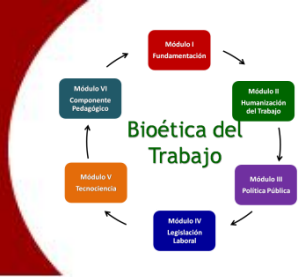 Módulo I
Fundamentación
Módulo II
Humanización
del Trabajo
Módulo III
Política Pública
Módulo IV
Legislación
Laboral
Módulo V
Tecnociencia
Módulo VI
Componente
Pedagógico
Bioética del
Trabajo